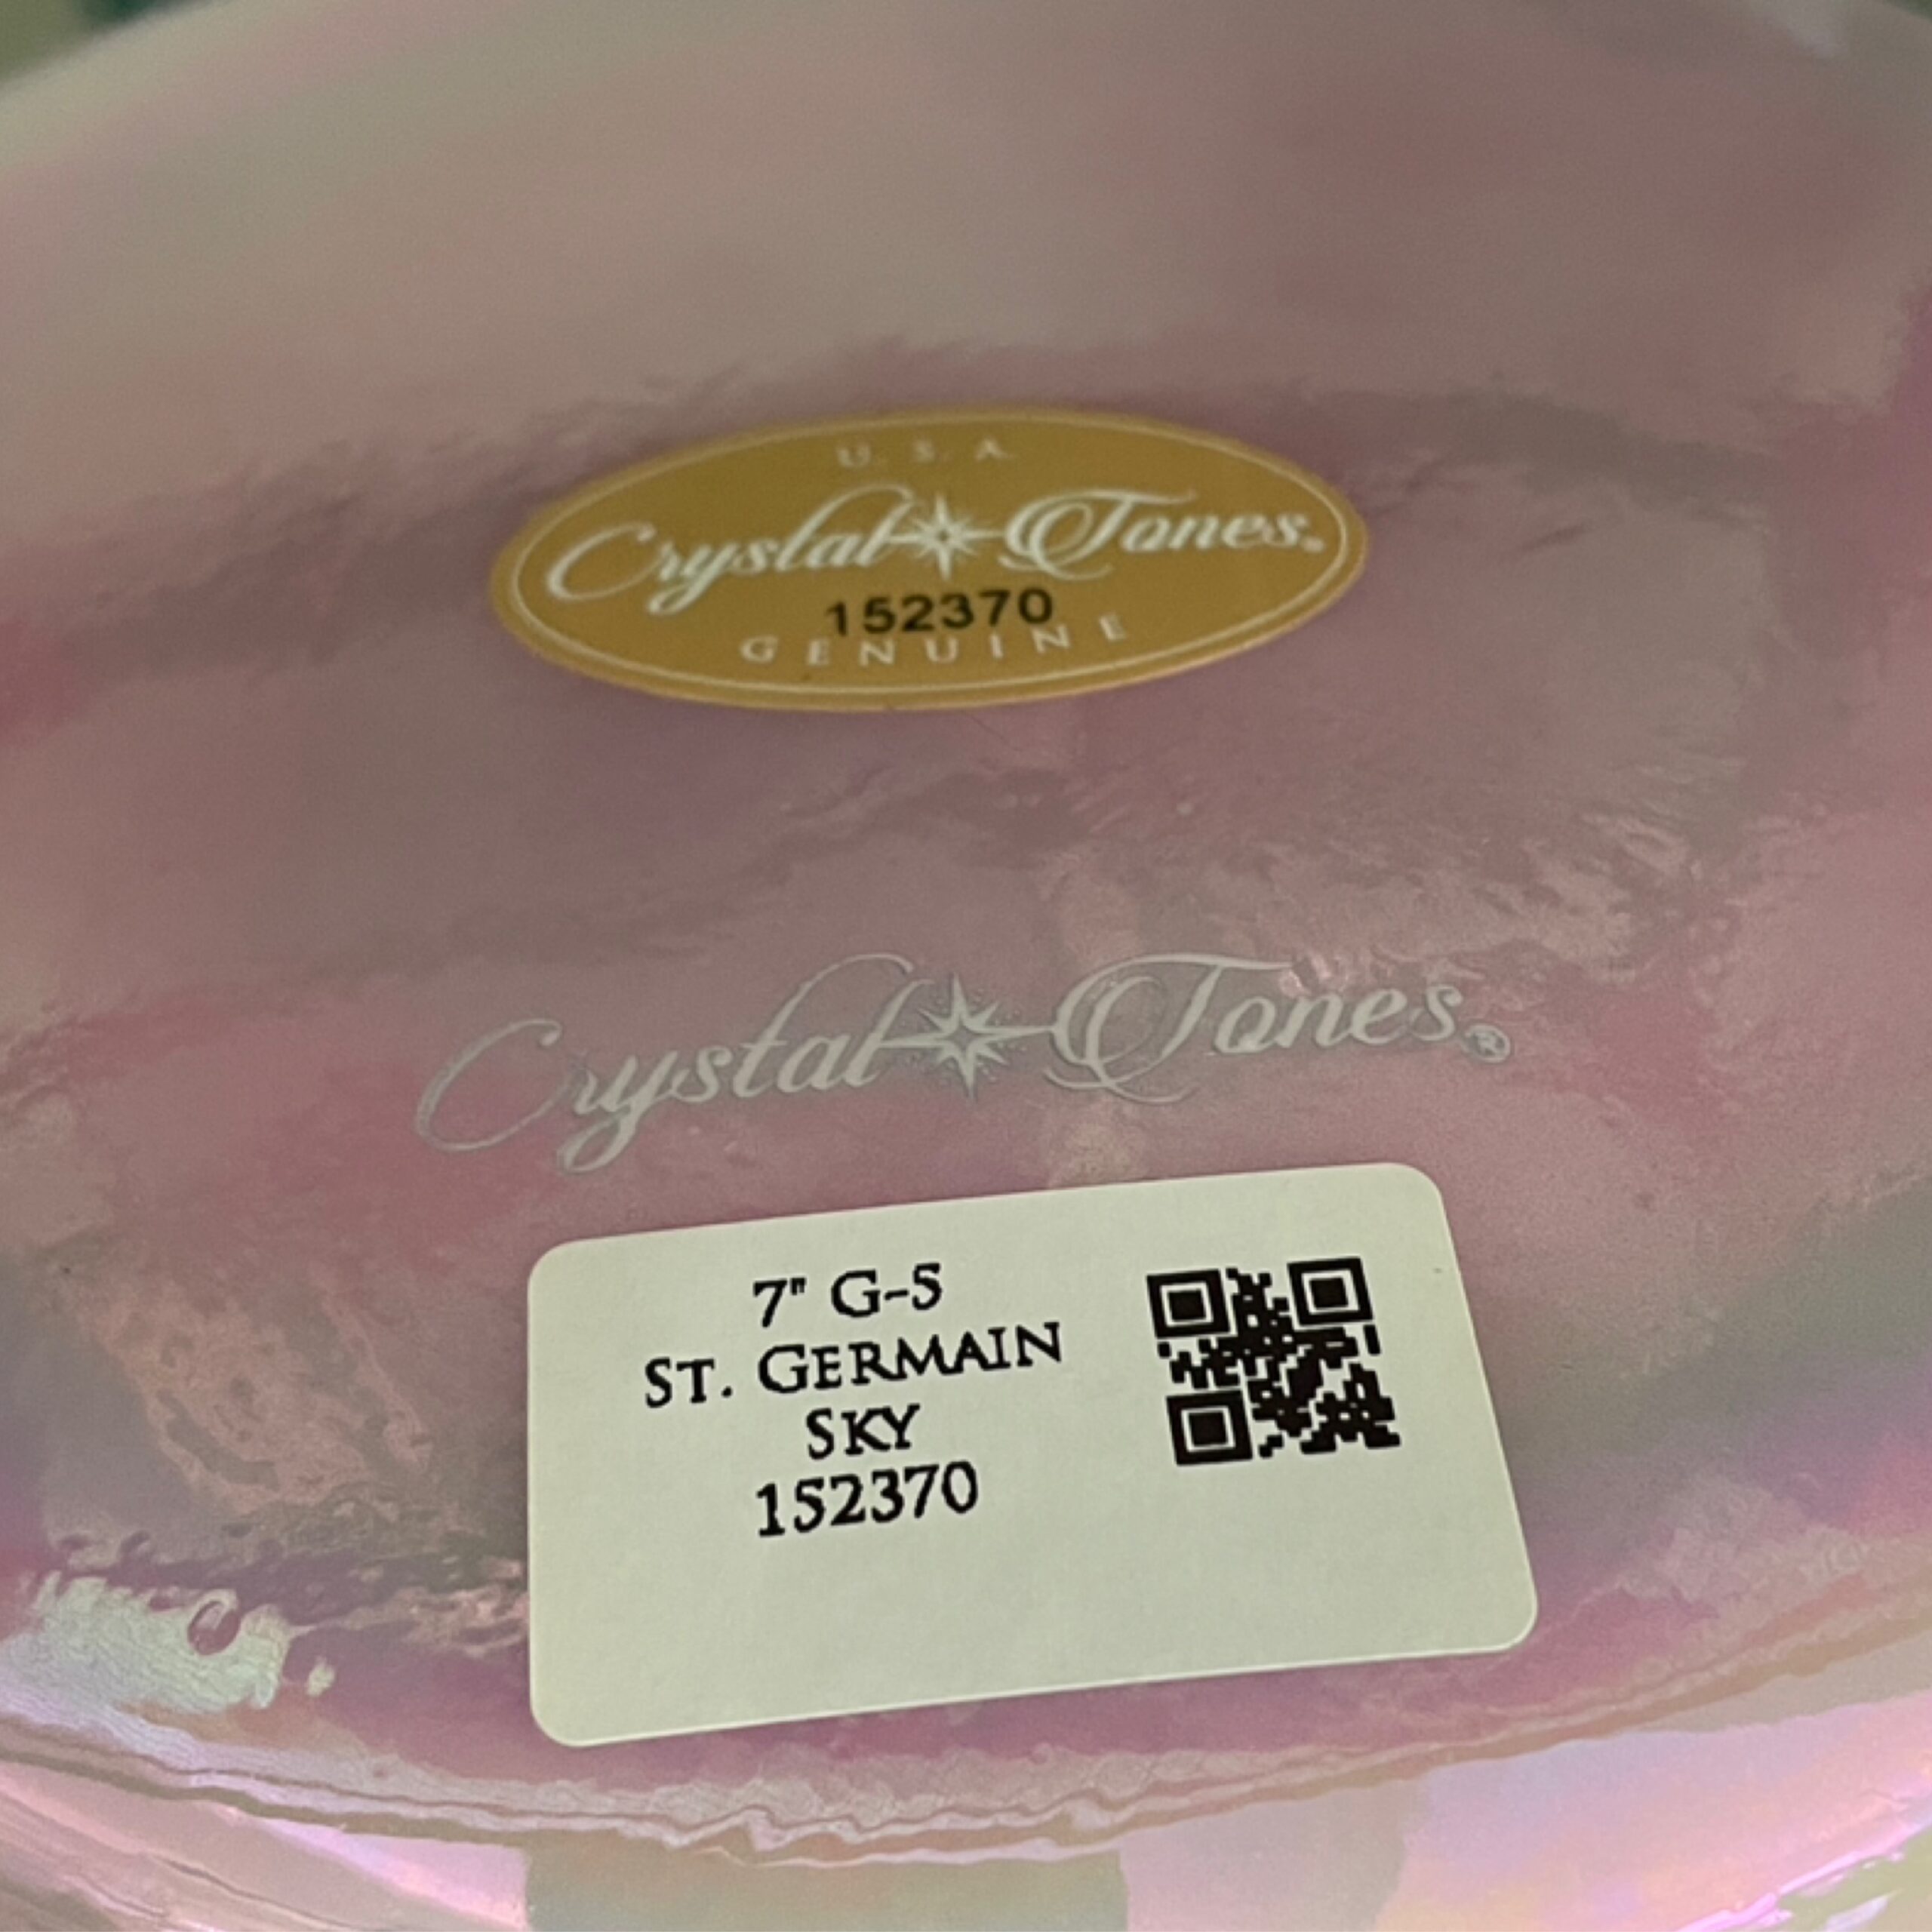 U. S. A.
Crystal Tones®
152370
GENUINE
Crystal Tones®
7" G-5
ST. GERMAIN
SKY
152370